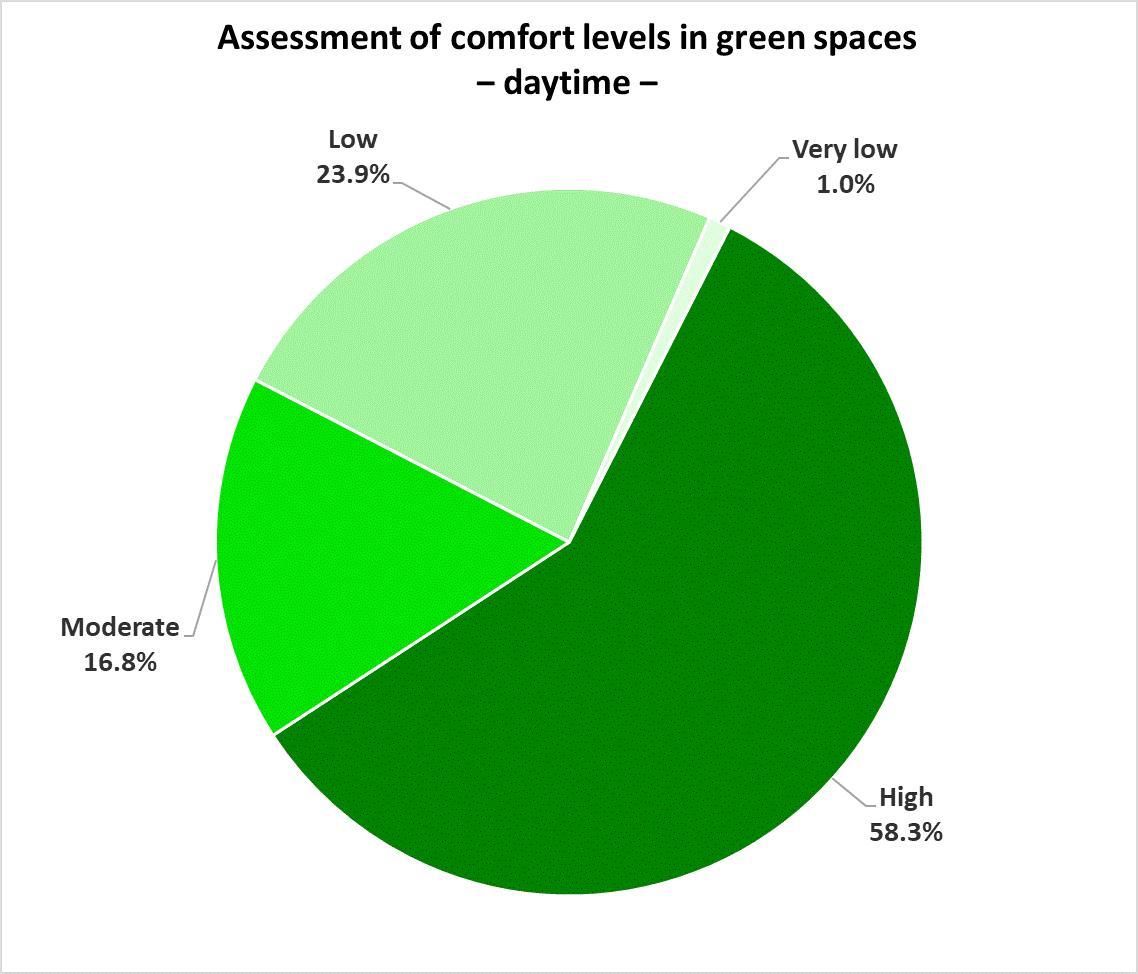 Assessment of comfort levels in green spaces
– daytime –
Low
23.9%
Very low
1.0%
Moderate
16.8%
High
58.3%